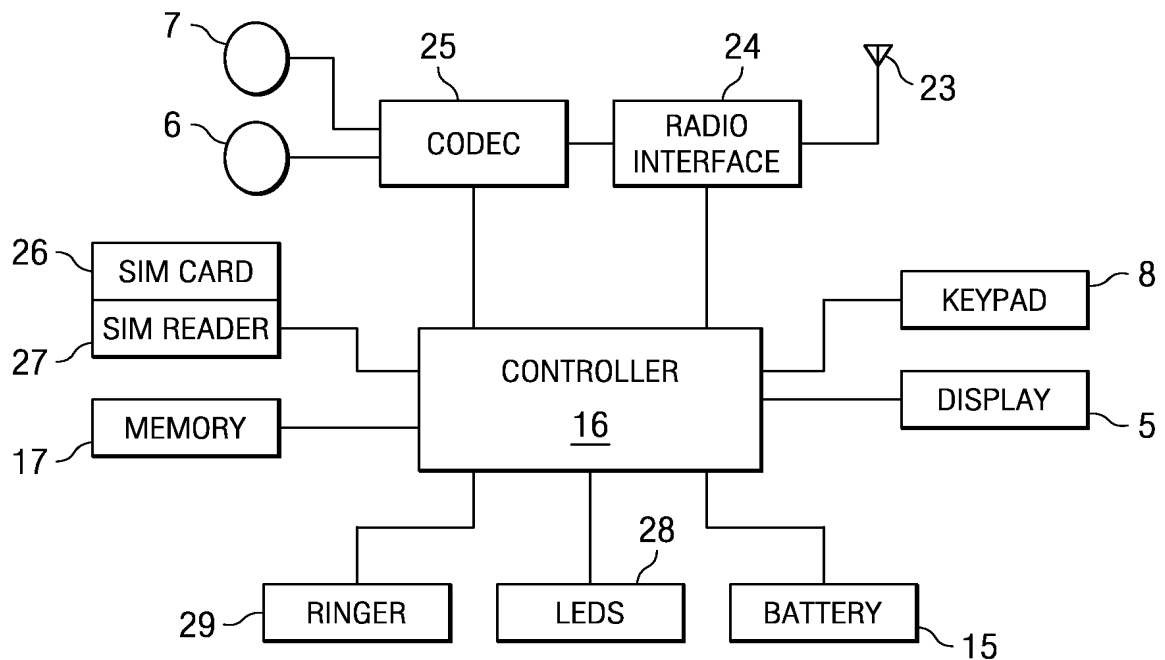 7
25
24
23
6
CODEC
RADIO
INTERFACE
26
SIM CARD
8
KEYPAD
SIM READER
27
CONTROLLER
16
DISPLAY
5
MEMORY
17
28
RINGER
29
LEDS
BATTERY
15